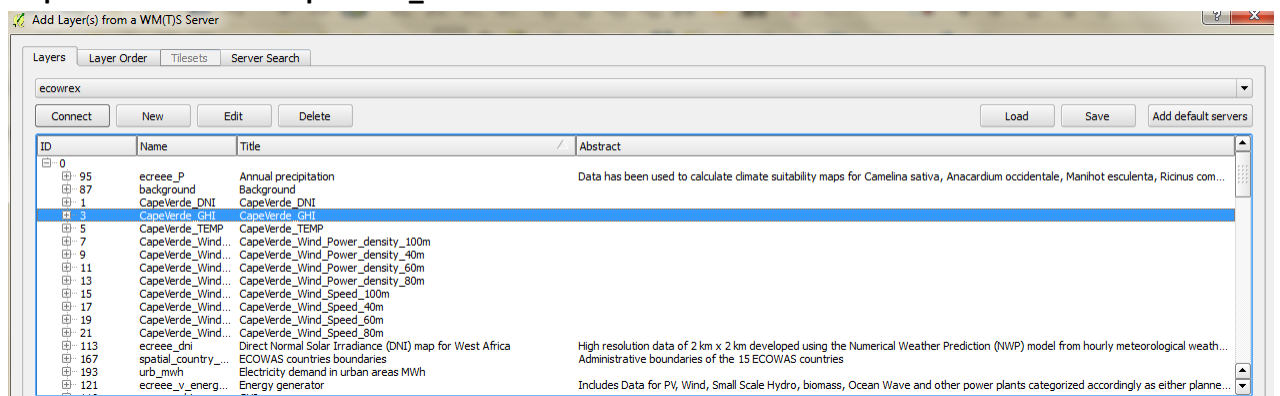 Add Layer(s) from a WM(T)S Server
Layers Layer Order Tilesets Server Search
ecowrex
Connect New Edit Delete Load Save Add default servers
ID Name Title Abstract
0
95 ecreee_P Annual precipitation Data has been used to calculate climate suitability maps for Camelina sativa, Anacardium occidentale, Manihot esculenta, Ricinus com...
87 background Background
1 CapeVerde_DNI CapeVerde_DNI
3 CapeVerde_GHI CapeVerde_GHI
5 CapeVerde_TEMP CapeVerde_TEMP
7 CapeVerde_Wind... CapeVerde_Wind_Power_density_100m
9 CapeVerde_Wind... CapeVerde_Wind_Power_density_40m
11 CapeVerde_Wind... CapeVerde_Wind_Power_density_60m
13 CapeVerde_Wind... CapeVerde_Wind_Power_density_80m
15 CapeVerde_Wind... CapeVerde_Wind_Speed_100m
17 CapeVerde_Wind... CapeVerde_Wind_Speed_40m
19 CapeVerde_Wind... CapeVerde_Wind_Speed_60m
21 CapeVerde_Wind... CapeVerde_Wind_Speed_80m
113 ecreee_dni Direct Normal Solar Irradiance (DNI) map for West Africa High resolution data of 2 km x 2 km developed using the Numerical Weather Prediction (NWP) model from hourly meteorological weath...
167 spatial_country_... ECOWAS countries boundaries Administrative boundaries of the 15 ECOWAS countries
193 urb_mwh Electricity demand in urban areas MWh
121 ecreee_v_energ... Energy generator Includes Data for PV, Wind, Small Scale Hydro, biomass, Ocean Wave and other power plants categorized accordingly as either planne...